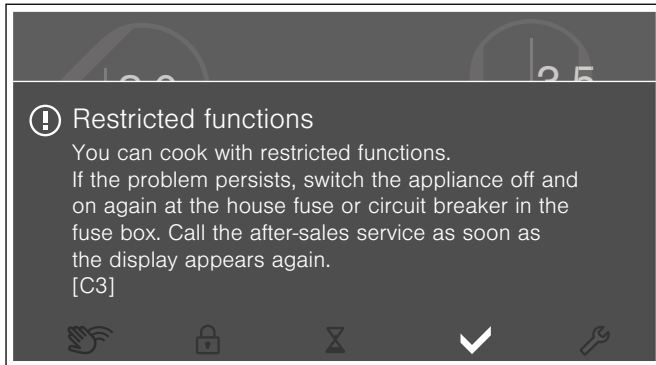 Restricted functions
You can cook with restricted functions.
If the problem persists, switch the appliance off and
on again at the house fuse or circuit breaker in the
fuse box. Call the after-sales service as soon as
the display appears again.
[C3]